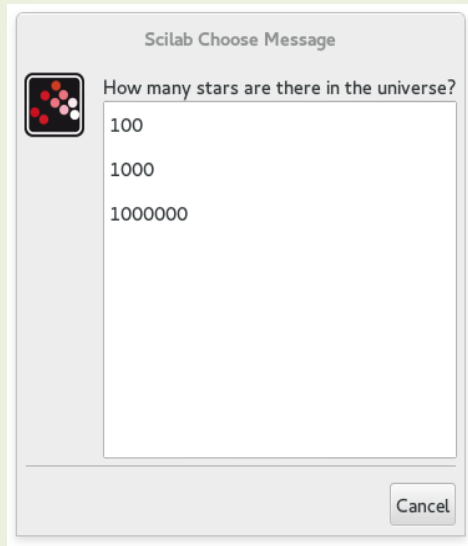 Scilab Choose Message
How many stars are there in the universe?
100
1000
1000000
Cancel